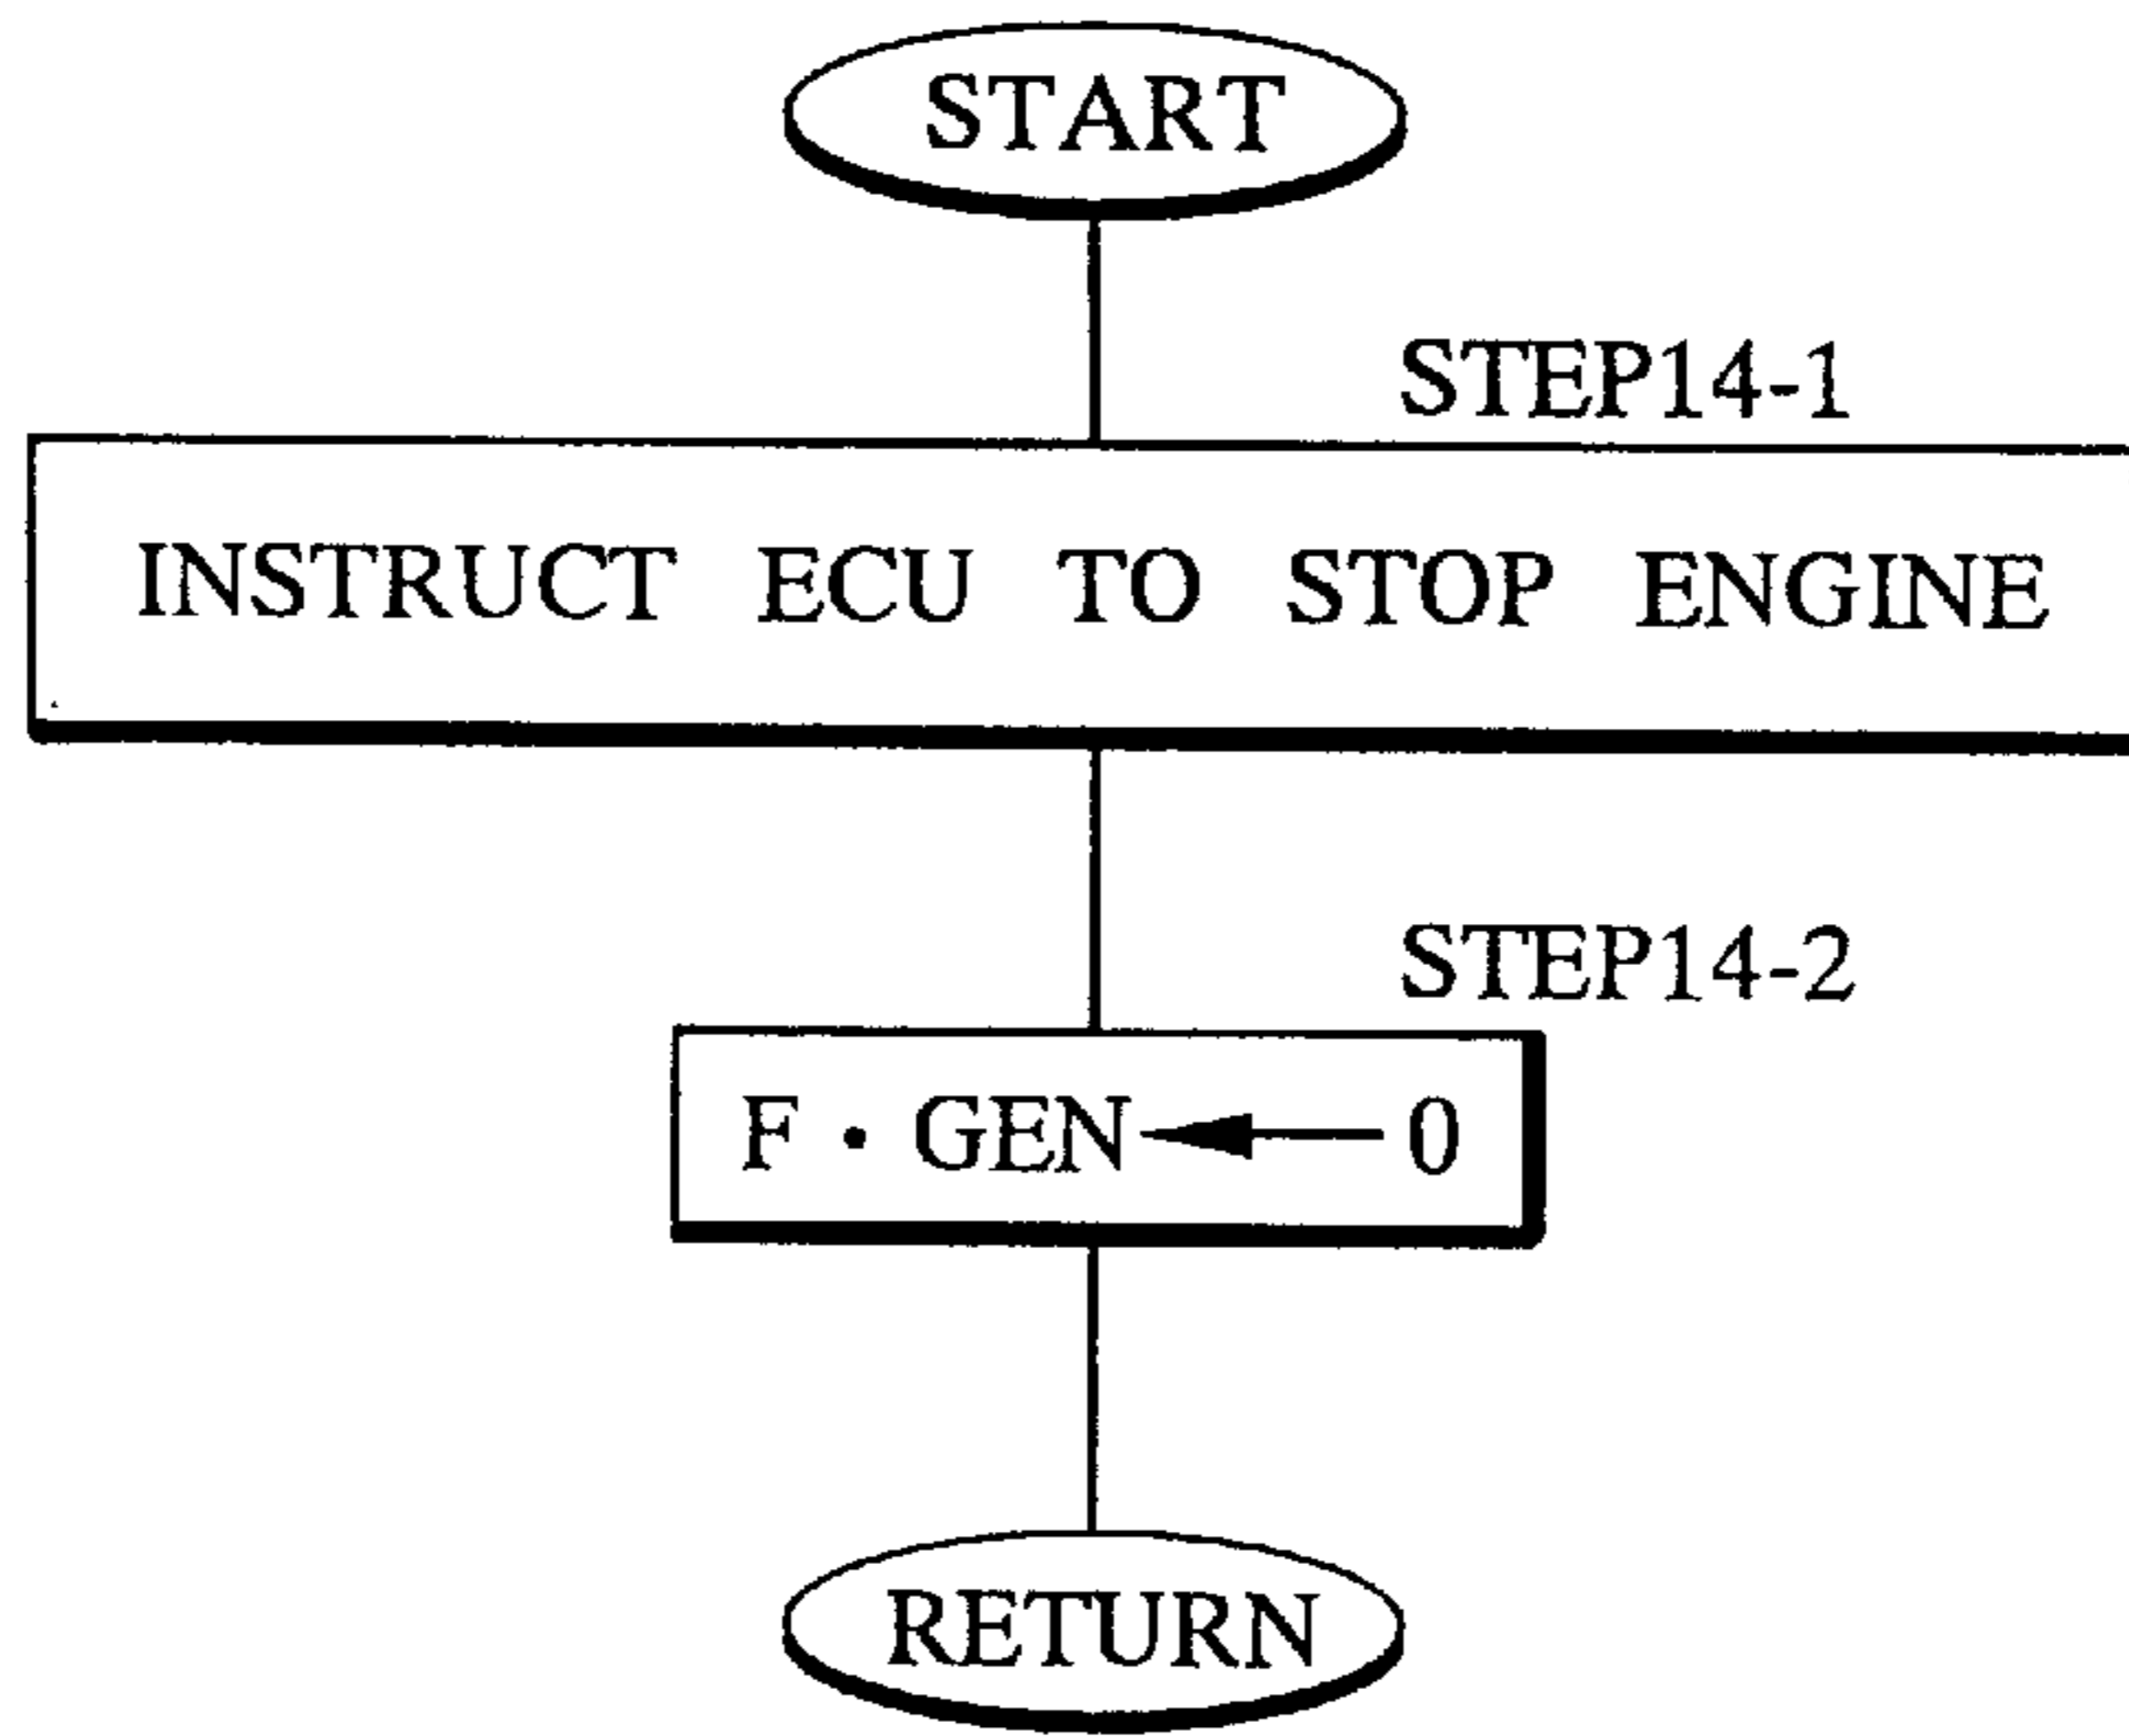 START
STEP14-1
INSTRUCT ECU TO STOP ENGINE
STEP14-2
F · GEN ← 0
RETURN